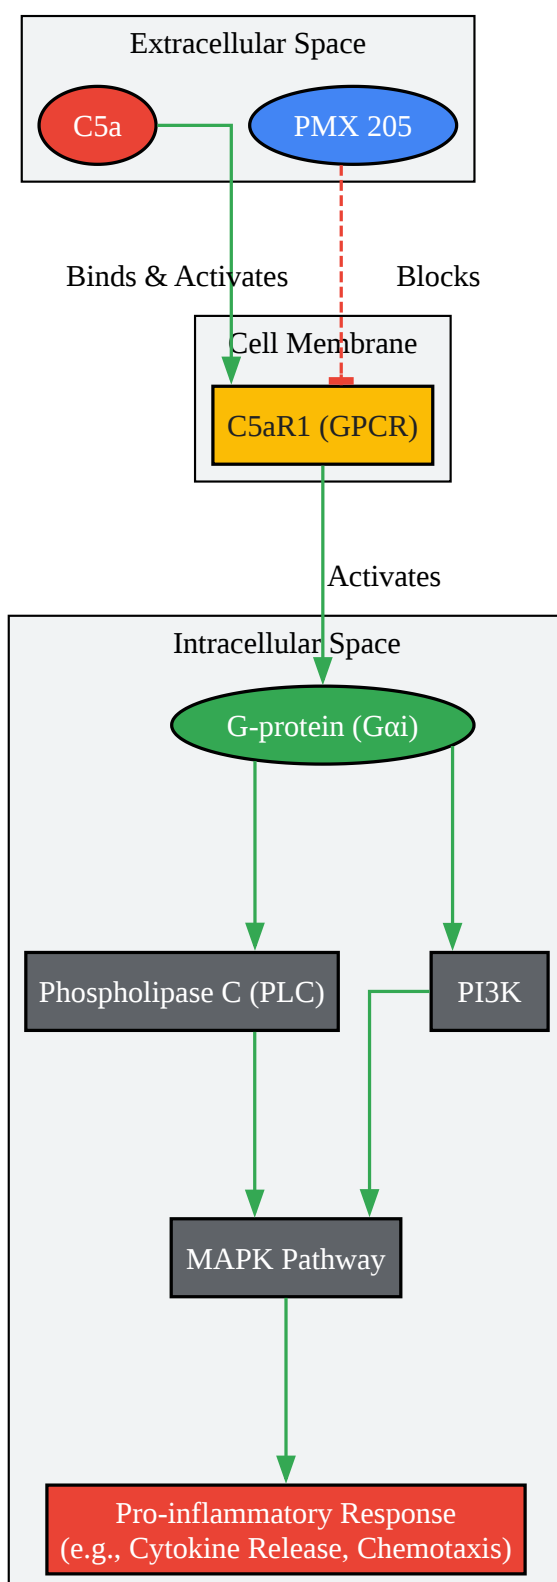 Extracellular Space
C5a
PMX 205
Binds & Activates
Blocks
Cell Membrane
C5aR1 (GPCR)
Activates
Intracellular Space
G-protein (Gαi)
Phospholipase C (PLC)
PI3K
MAPK Pathway
Pro-inflammatory Response
(e.g., Cytokine Release, Chemotaxis)